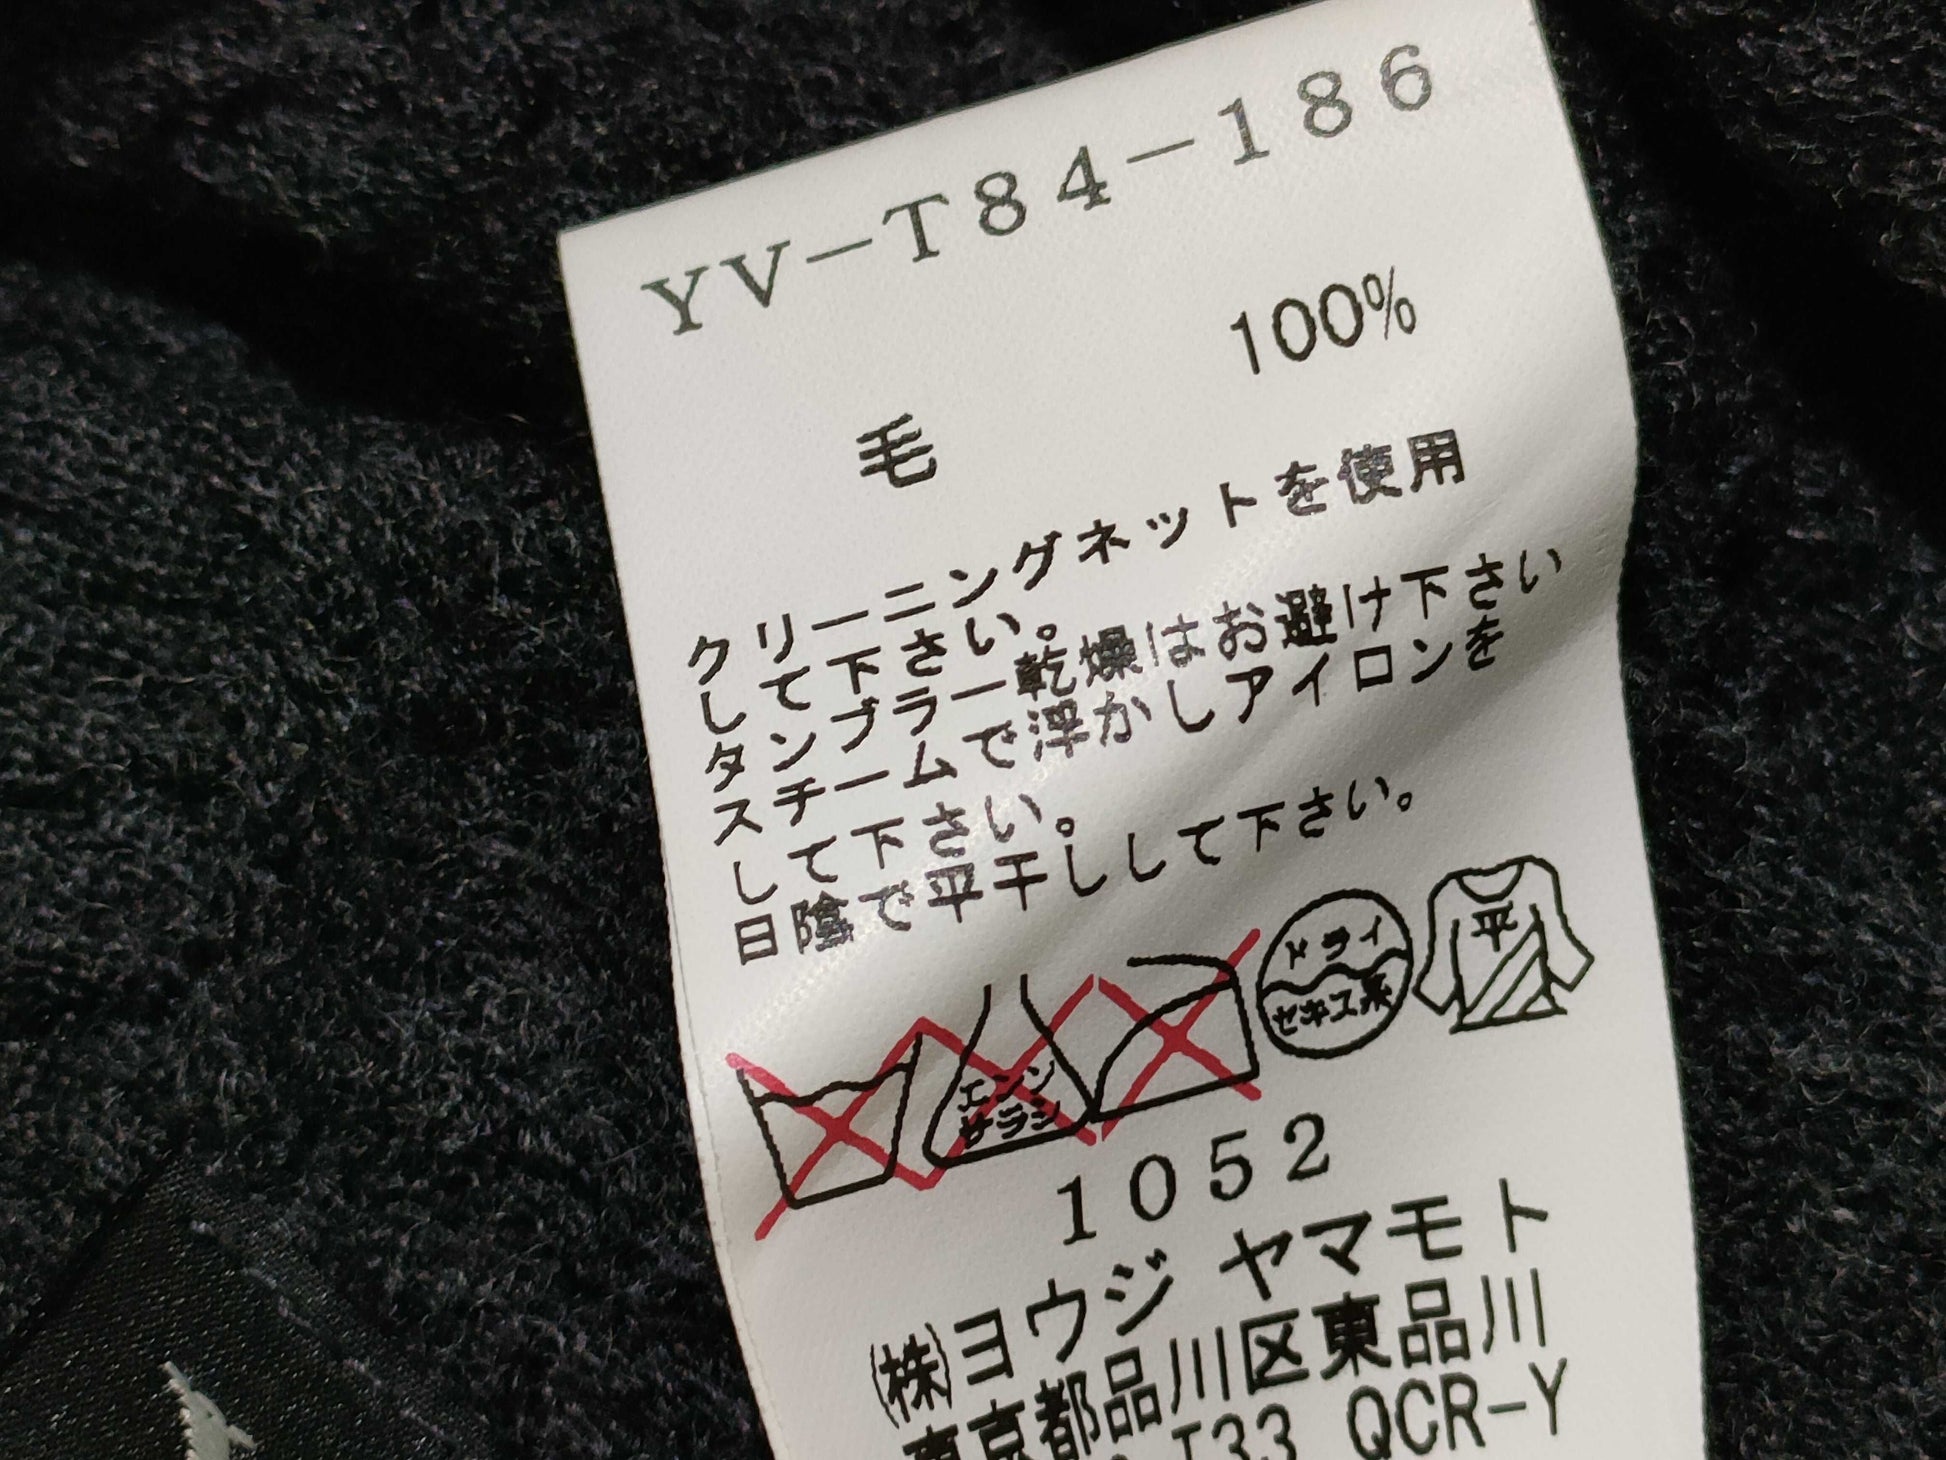 YV-T84-186
100%
毛
クリーニングネットを使用
して下さい。
タンブラー乾燥はお避け下さい
スチームで浮かしアイロンを
して下さい。
日陰で平干しして下さい。
エンソ
サラシ
ドライ
セキユ系
平
1052
(株)ヨウジ ヤマモト
東京都品川区東品川
T33 QCR-Y